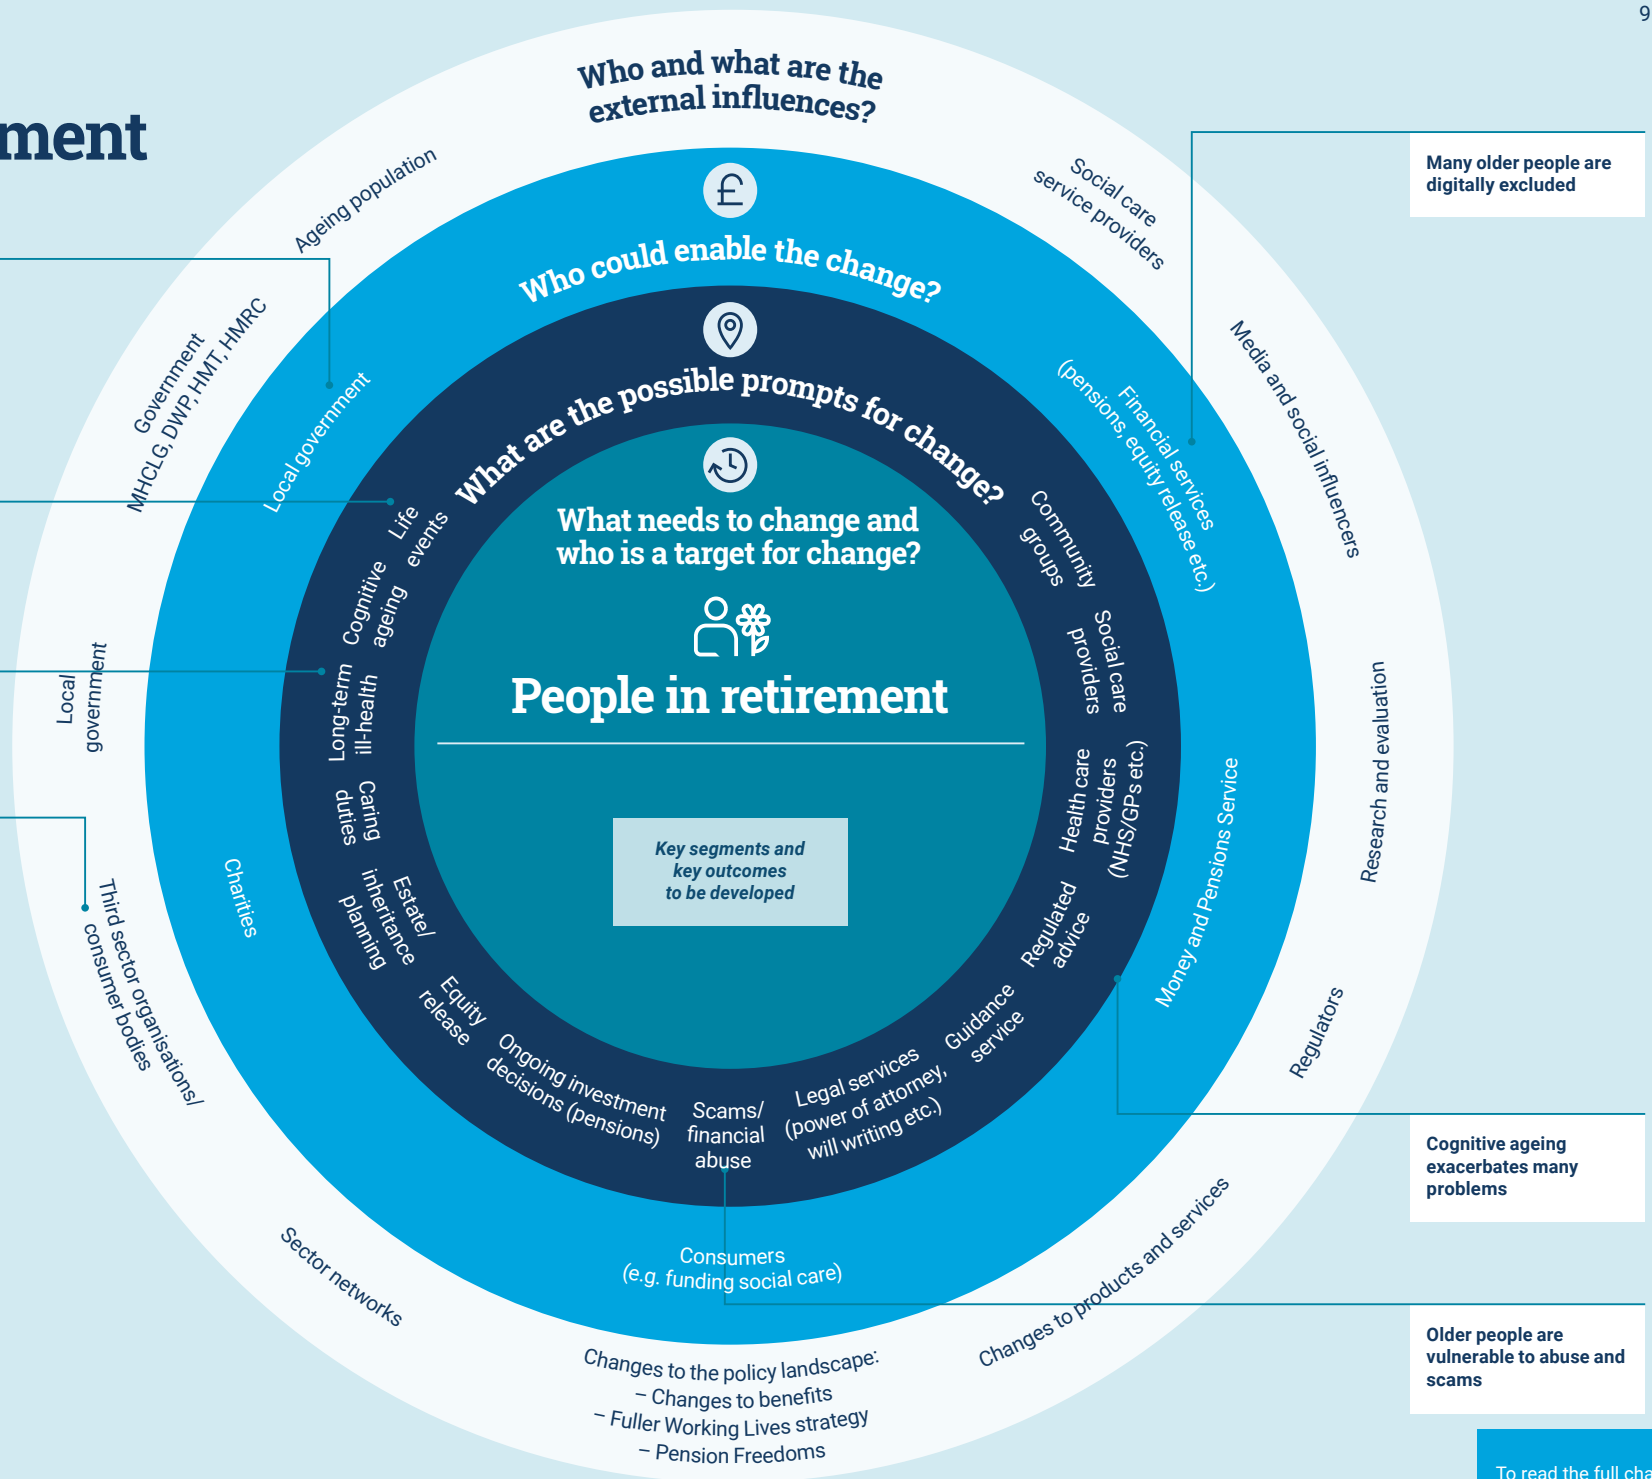 9
ment
Who and what are the
external influences?
Ageing population
Government
MHCLG, DWP, HMT, HMRC
Local
government
Third sector organisations/
consumer bodies
Sector networks
Changes to the policy landscape:
– Changes to benefits
– Fuller Working Lives strategy
– Pension Freedoms
Changes to products and services
Regulators
Research and evaluation
Media and social influencers
Social care
service providers
£
Who could enable the change?
Local government
Charities
Consumers
(e.g. funding social care)
Money and Pensions Service
Financial services
(pensions, equity release etc.)
What are the possible prompts for change?
Life
events
Cognitive
ageing
Long-term
ill-health
Caring
duties
Estate/
inheritance
planning
Equity
release
Ongoing investment
decisions (pensions)
Scams/
financial
abuse
Legal services
(power of attorney,
will writing etc.)
Guidance
service
Regulated
advice
Health care
providers
(NHS/GPs etc.)
Social care
providers
Community
groups
What needs to change and
who is a target for change?
People in retirement
Key segments and
key outcomes
to be developed
Many older people are
digitally excluded
Cognitive ageing
exacerbates many
problems
Older people are
vulnerable to abuse and
scams
To read the full cha